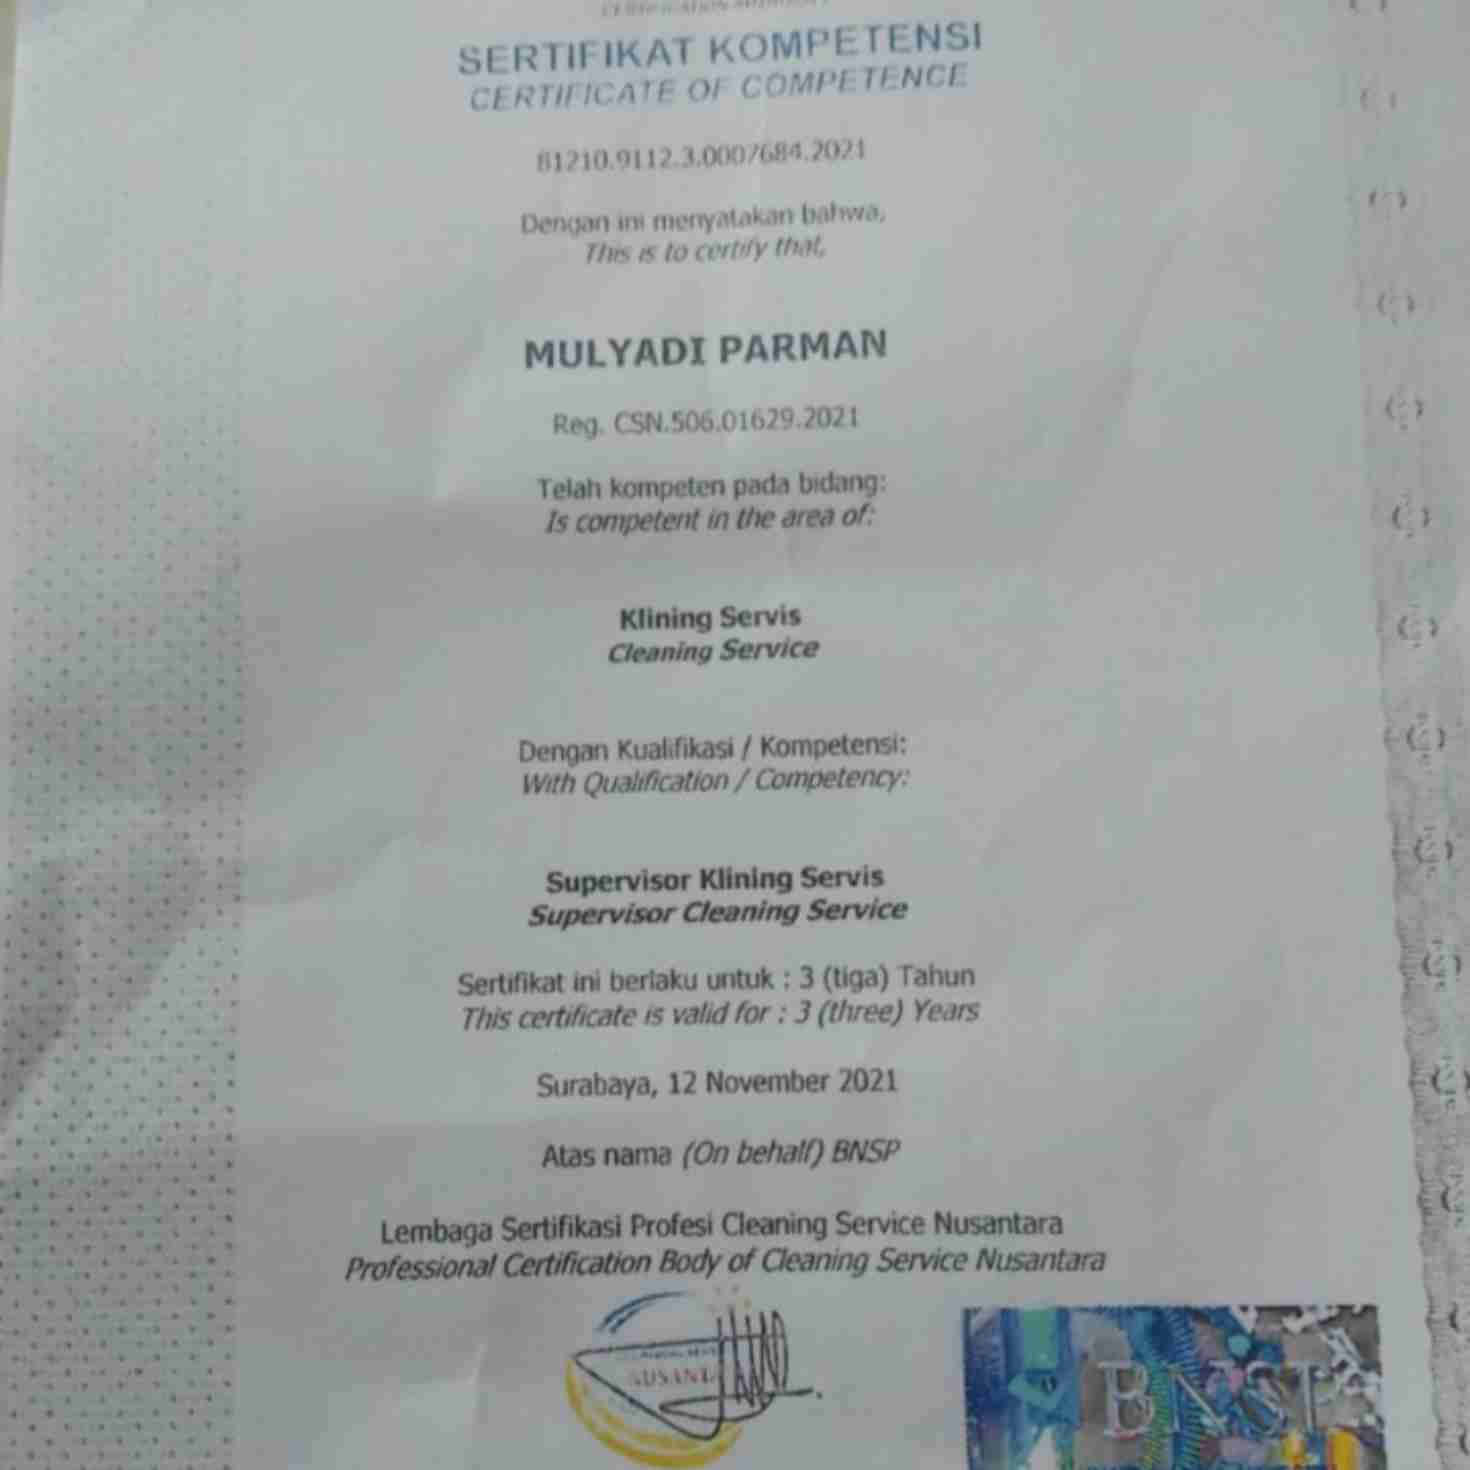 CERTIFICATION AUTHORITY
SERTIFIKAT KOMPETENSI
CERTIFICATE OF COMPETENCE
81210.9112.3.0007684.2021
Dengan ini menyatakan bahwa,
This is to certify that,
MULYADI PARMAN
Reg. CSN.506.01629.2021
Telah kompeten pada bidang:
Is competent in the area of:
Klining Servis
Cleaning Service
Dengan Kualifikasi / Kompetensi:
With Qualification / Competency:
Supervisor Klining Servis
Supervisor Cleaning Service
Sertifikat ini berlaku untuk : 3 (tiga) Tahun
This certificate is valid for : 3 (three) Years
Surabaya, 12 November 2021
Atas nama (On behalf) BNSP
Lembaga Sertifikasi Profesi Cleaning Service Nusantara
Professional Certification Body of Cleaning Service Nusantara
BNSP